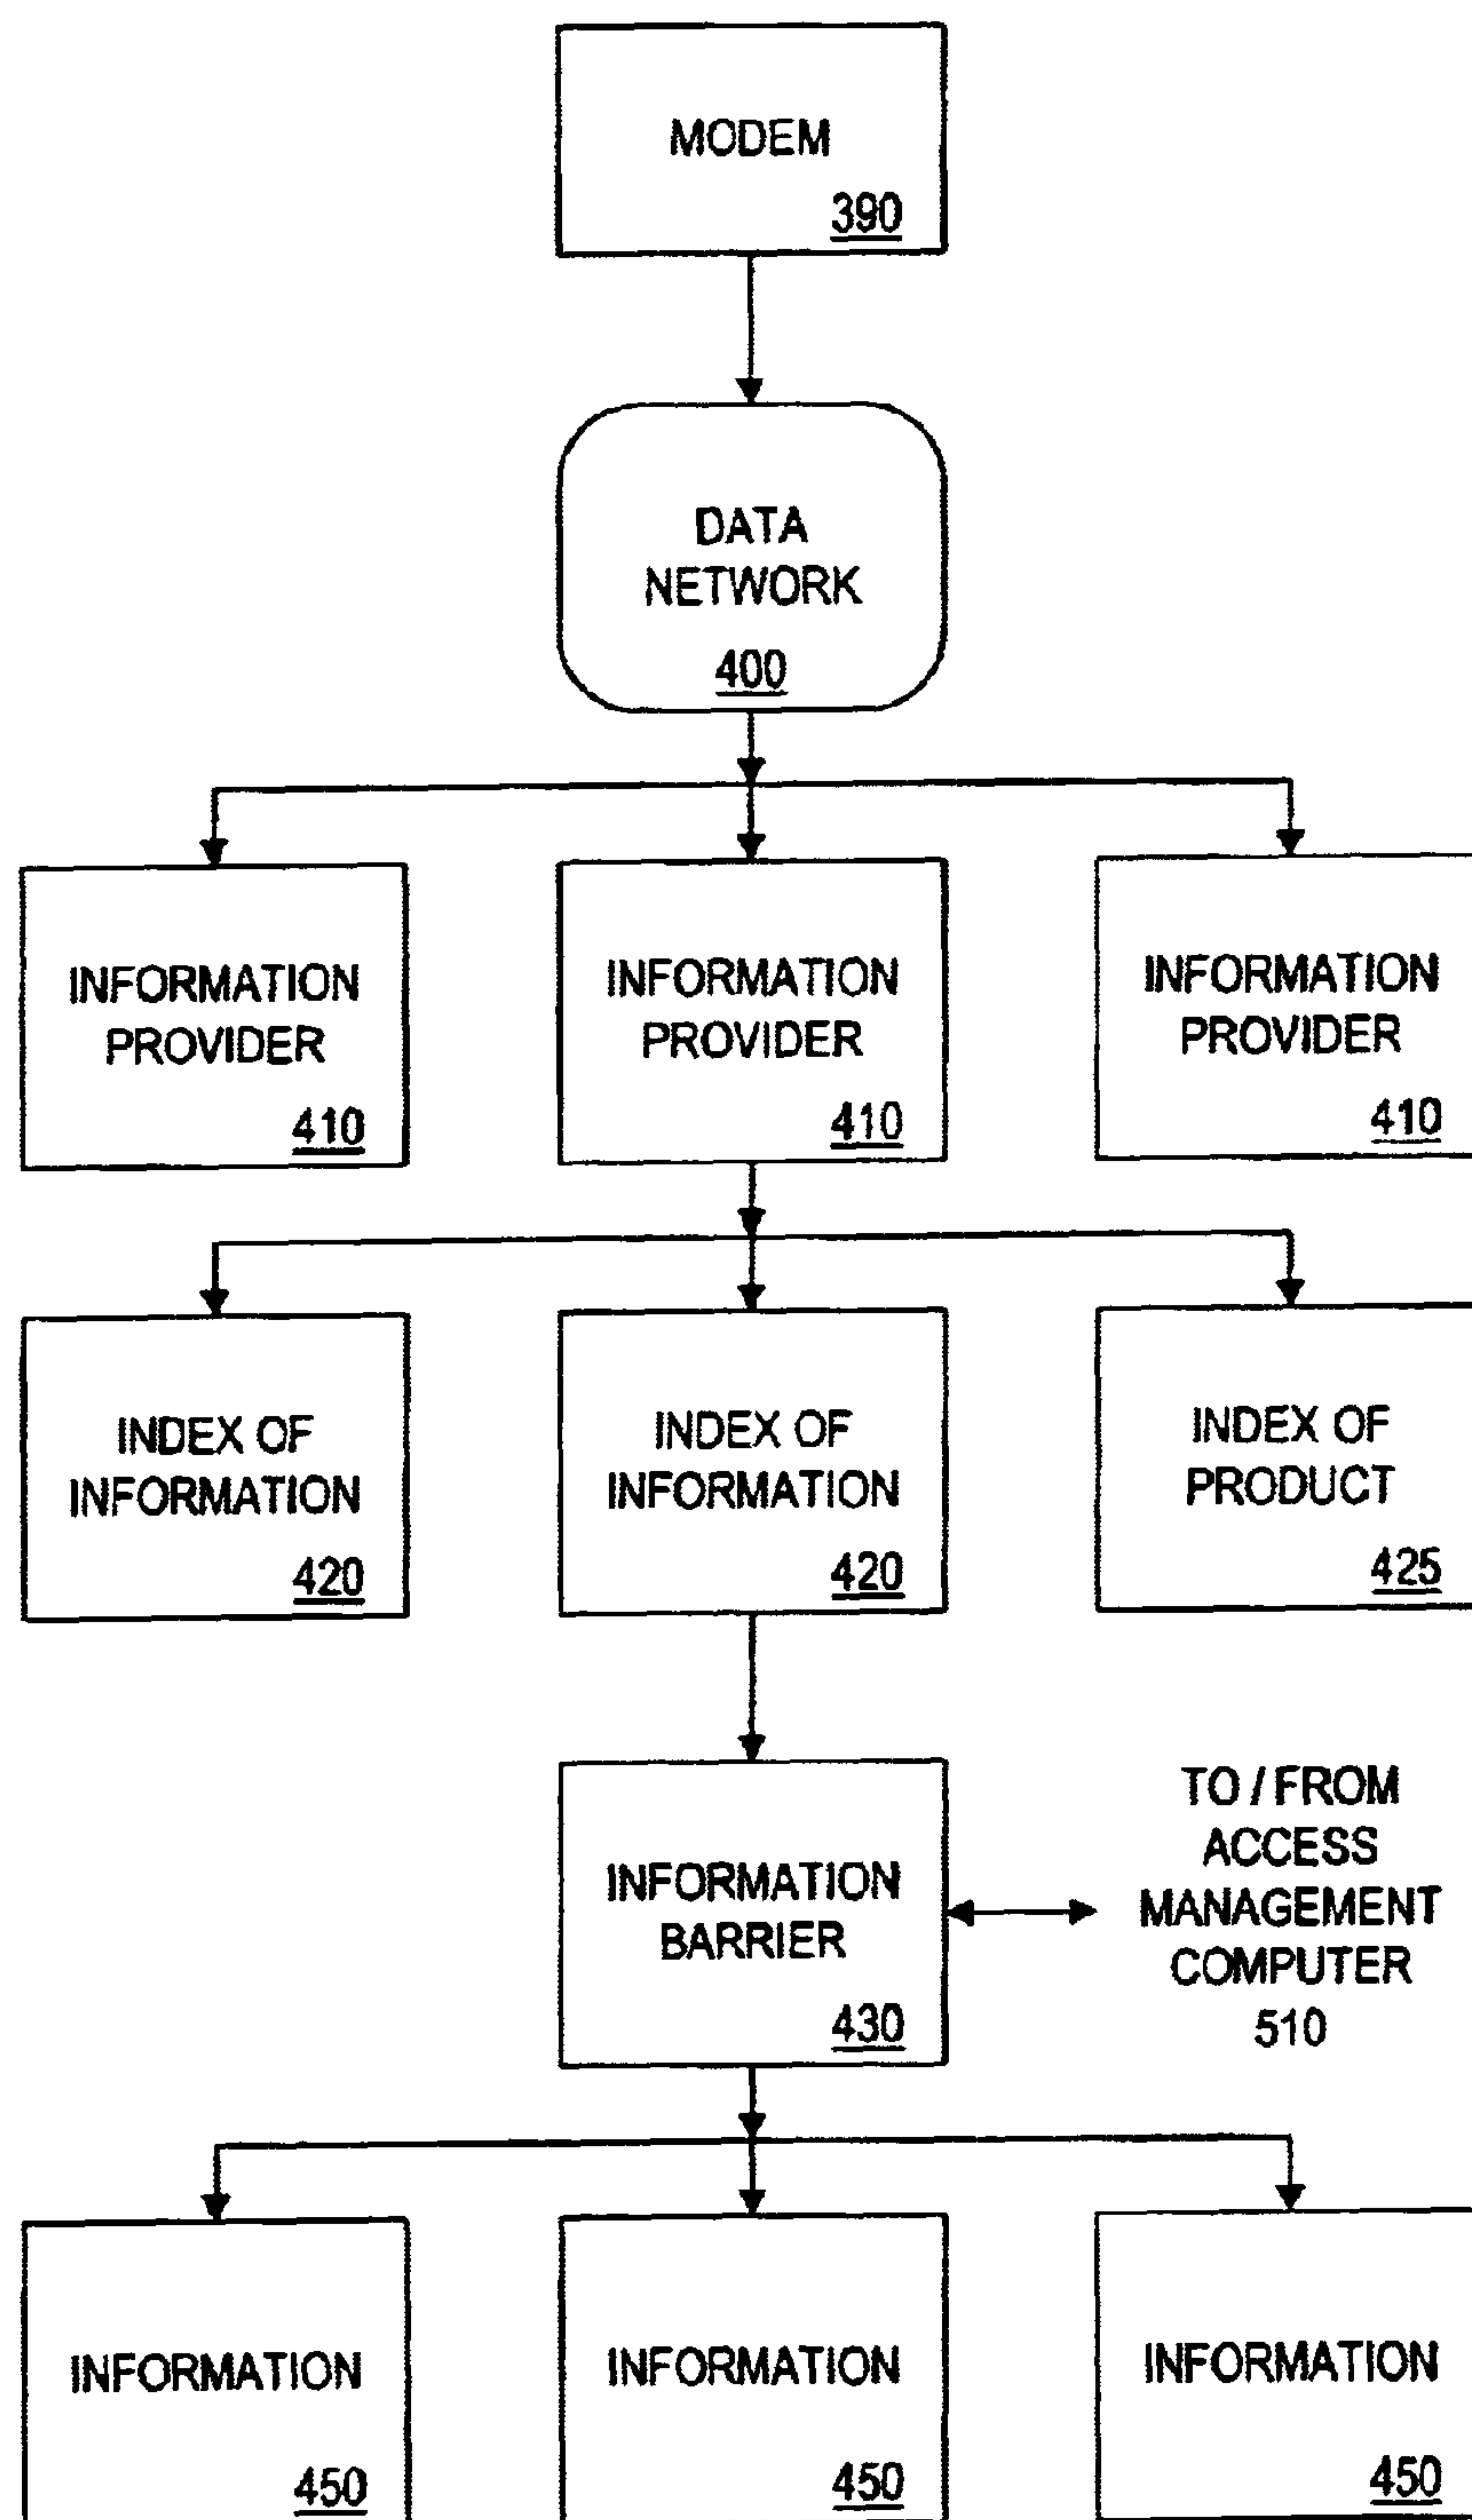 MODEM
390
DATA
NETWORK
400
INFORMATION
PROVIDER
410
INFORMATION
PROVIDER
410
INFORMATION
PROVIDER
410
INDEX OF
INFORMATION
420
INDEX OF
INFORMATION
420
INDEX OF
PRODUCT
425
INFORMATION
BARRIER
430
TO / FROM
ACCESS
MANAGEMENT
COMPUTER
510
INFORMATION
450
INFORMATION
450
INFORMATION
450